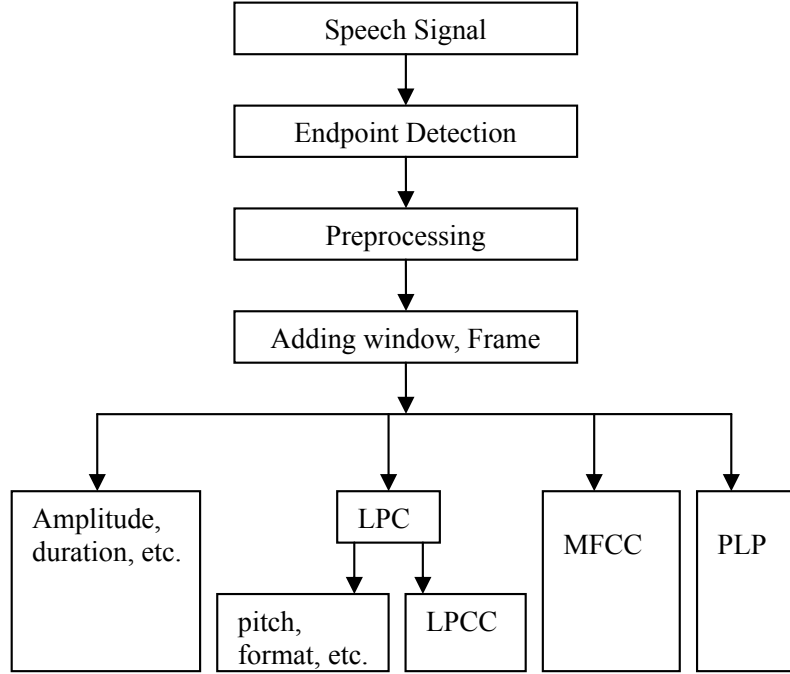 Speech Signal
Endpoint Detection
Preprocessing
Adding window, Frame
Amplitude,
duration, etc.
LPC
MFCC
PLP
pitch,
format, etc.
LPCC